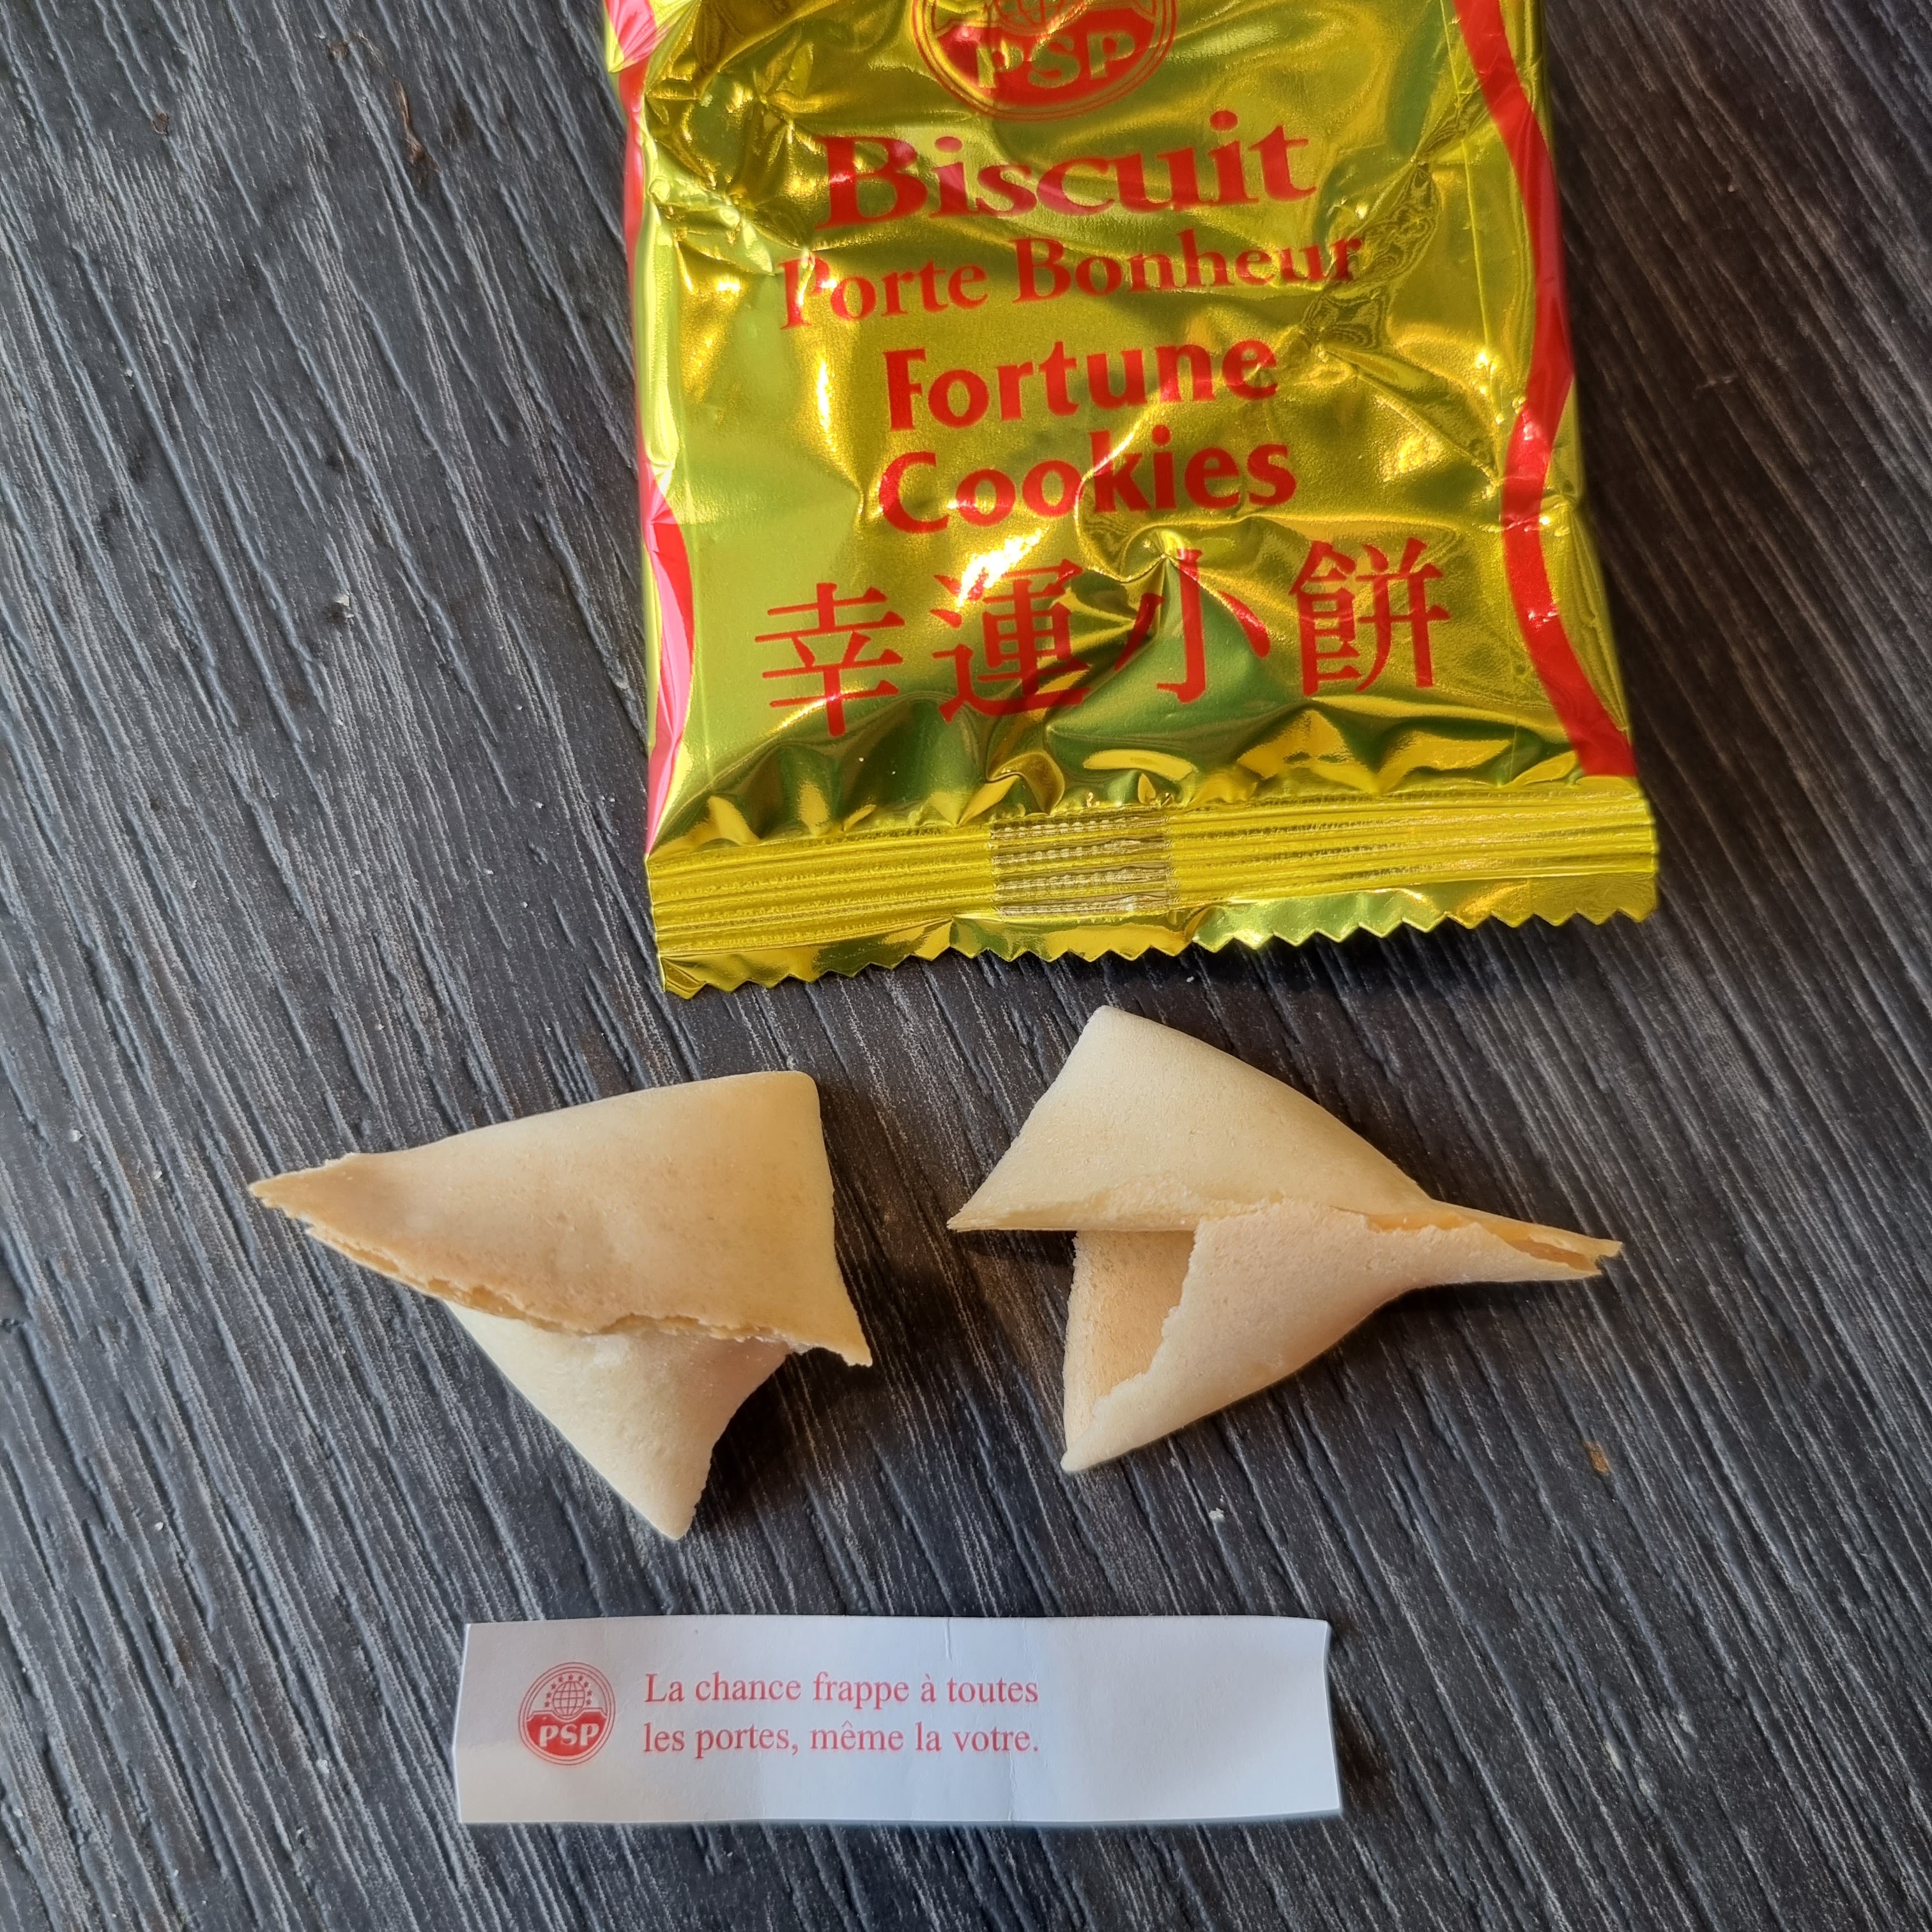 PSP
Biscuit
Porte Bonheur
Fortune
Cookies
幸運小餅
PSP
La chance frappe à toutes
les portes, même la votre.